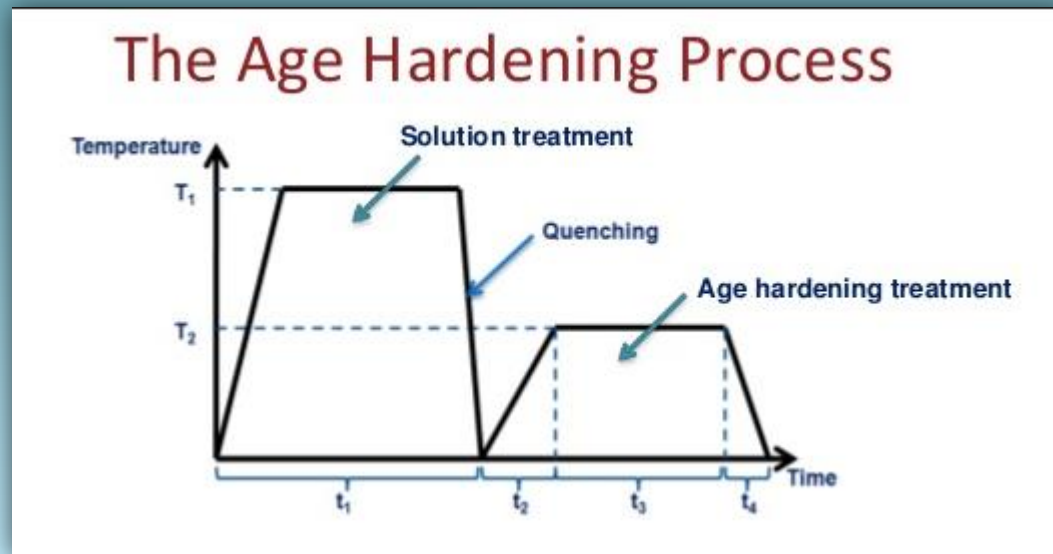 The Age Hardening Process
Solution treatment
Temperature
T₁
Quenching
Age hardening treatment
T₂
Time
t₁
t₂
t₃
t₄